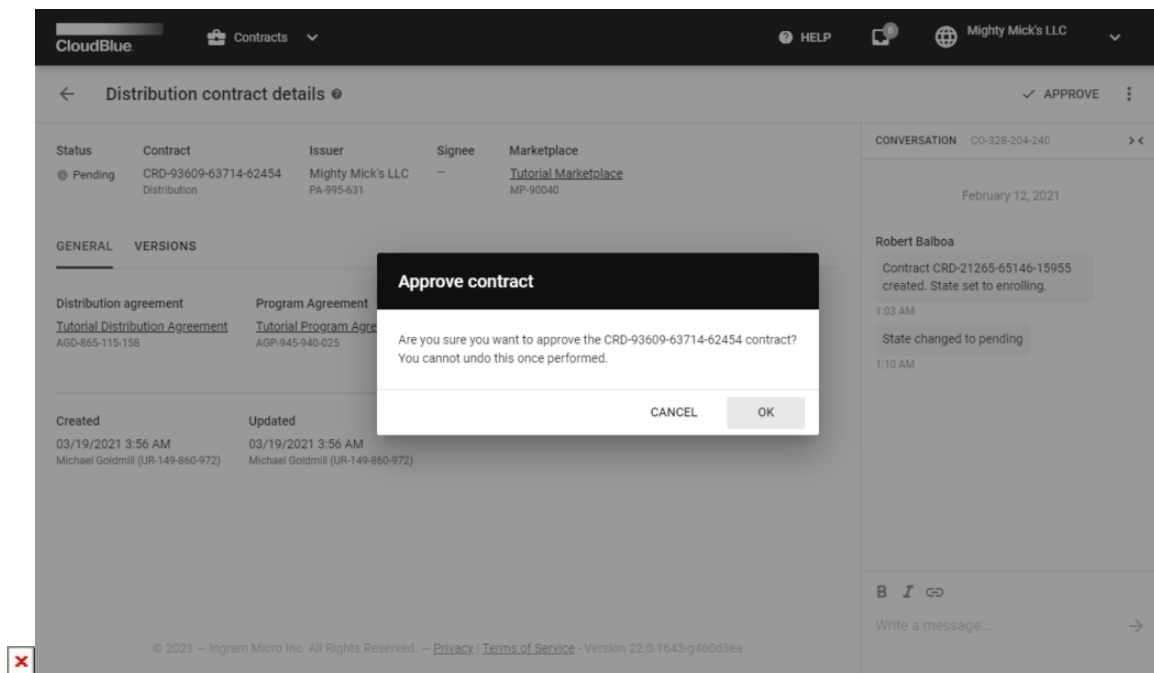 CloudBlue
Contracts
HELP
Mighty Mick's LLC
Distribution contract details
APPROVE
Status
Contract
Issuer
Signee
Marketplace
Pending
CRD-93609-63714-62454
Mighty Mick's LLC
–
Tutorial Marketplace
Distribution
PA-995-631
MP-90040
GENERAL
VERSIONS
Distribution agreement
Program Agreement
Tutorial Distribution Agreement
Tutorial Program Agre
AGD-865-115-158
AGP-945-940-025
Created
Updated
03/19/2021 3:56 AM
03/19/2021 3:56 AM
Michael Goldmill (UR-149-860-972)
Michael Goldmill (UR-149-860-972)
Approve contract
Are you sure you want to approve the CRD-93609-63714-62454 contract?
You cannot undo this once performed.
CANCEL
OK
CONVERSATION CO-328-204-240
February 12, 2021
Robert Balboa
Contract CRD-21265-65146-15955
created. State set to enrolling.
1:03 AM
State changed to pending
1:10 AM
B I
Write a message...
© 2021 – Ingram Micro Inc. All Rights Reserved. – Privacy | Terms of Service - Version 22.0.1643-g460d3ea